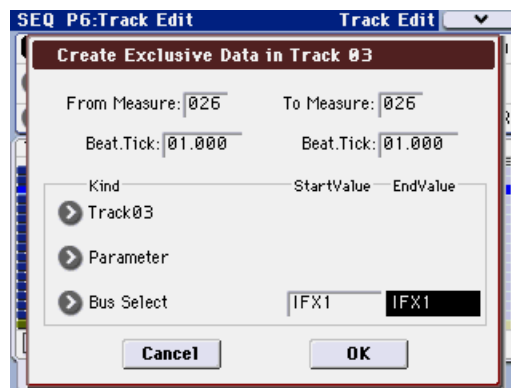 SEQ P6:Track Edit Track Edit
Create Exclusive Data in Track 03
From Measure: 026 To Measure: 026
Beat.Tick: 01.000 Beat.Tick: 01.000
Kind StartValue EndValue
Track03
Parameter
Bus Select IFX1 IFX1
Cancel OK